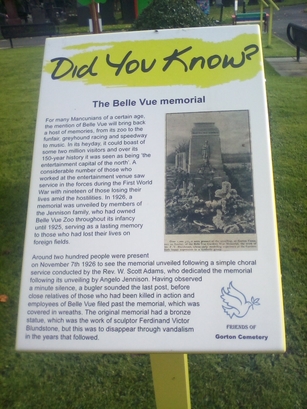 Did You Know?
The Belle Vue memorial
For many Mancunians of a certain age,
the mention of Belle Vue will bring back
a host of memories, from its zoo to the
funfair, greyhound racing and speedway
to music. In its heyday, it could boast of
some two million visitors and over its
150-year history it was seen as being 'the
entertainment capital of the north'. A
considerable number of those who
worked at the entertainment venue saw
service in the forces during the First World
War with nineteen of those losing their
lives amid the hostilities. In 1926, a
memorial was unveiled by members of
the Jennison family, who had owned
Belle Vue Zoo throughout its infancy
until 1925, serving as a lasting memory
to those who had lost their lives on
foreign fields.
Around two hundred people were present
on November 7th 1926 to see the memorial unveiled following a simple choral
service conducted by the Rev. W. Scott Adams, who dedicated the memorial
following its unveiling by Angelo Jennison. Having observed
a minute silence, a bugler sounded the last post, before
close relatives of those who had been killed in action and
employees of Belle Vue filed past the memorial, which was
covered in wreaths. The original memorial had a bronze
statue, which was the work of sculptor Ferdinand Victor
Blundstone, but this was to disappear through vandalism
in the years that followed.
FRIENDS OF
Gorton Cemetery